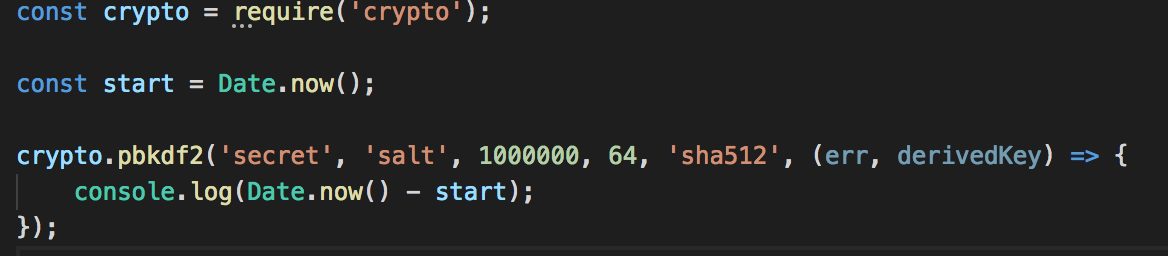 const crypto = require('crypto');
const start = Date.now();
crypto.pbkdf2('secret', 'salt', 1000000, 64, 'sha512', (err, derivedKey) => {
    console.log(Date.now() - start);
});